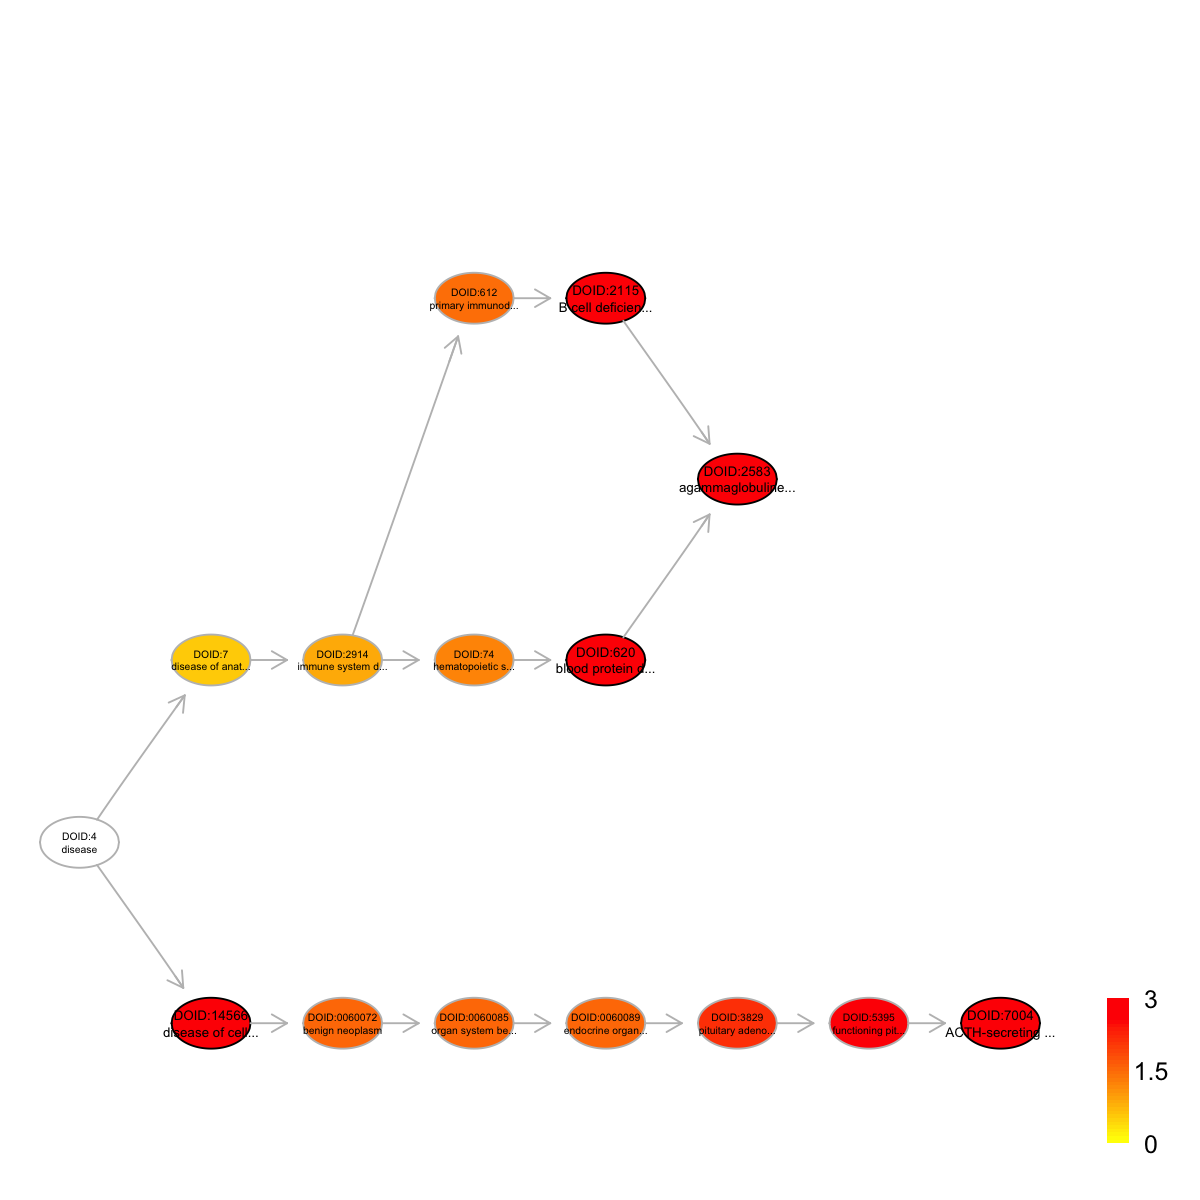 DOID:612
primary immunod...
DOID:2115
B cell deficien...
DOID:2583
agammaglobuline...
DOID:7
disease of anat...
DOID:2914
immune system d...
DOID:74
hematopoietic s...
DOID:620
blood protein d...
DOID:4
disease
DOID:14566
disease of cell...
DOID:0060072
benign neoplasm
DOID:0060085
organ system be...
DOID:0060089
endocrine organ...
DOID:3829
pituitary adeno...
DOID:5395
functioning pit...
DOID:7004
ACTH-secreting ...
3
1.5
0